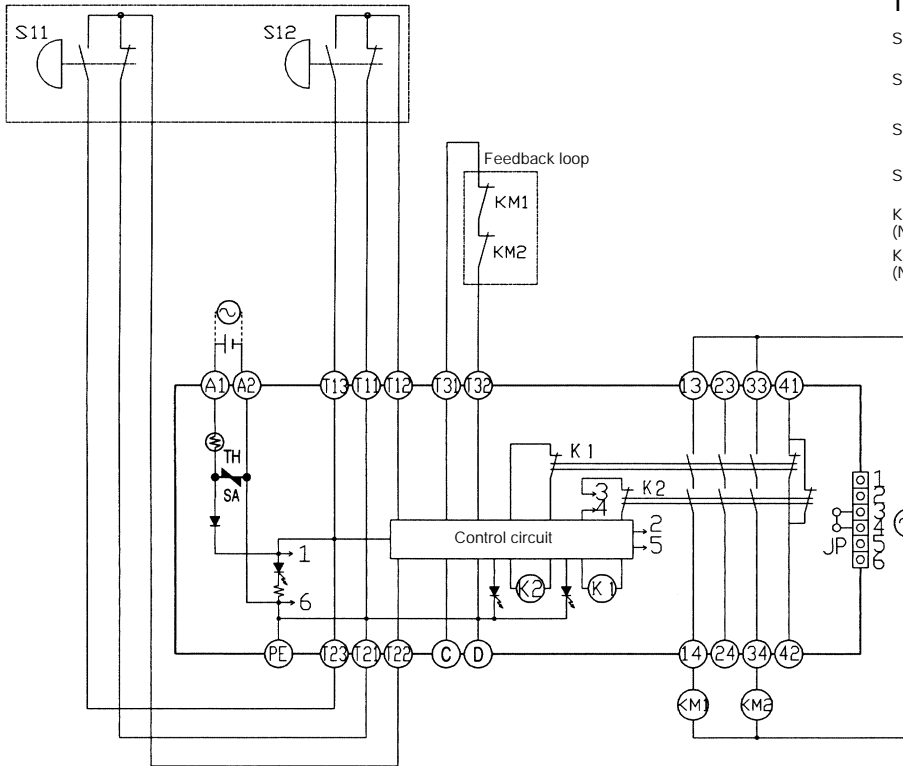 T
S11
S12
S
S
S
S
K
(N
K
(N
Feedback loop
KM1
KM2
A1 A2 T13 T11 T12 T31 T32 13 23 33 41
TH
SA
K1
3
4
K2
1
2
3
4
5
6
JP
Control circuit
2
5
1
6
K2
K1
PE T23 T21 T22 C D 14 24 34 42
KM1
KM2